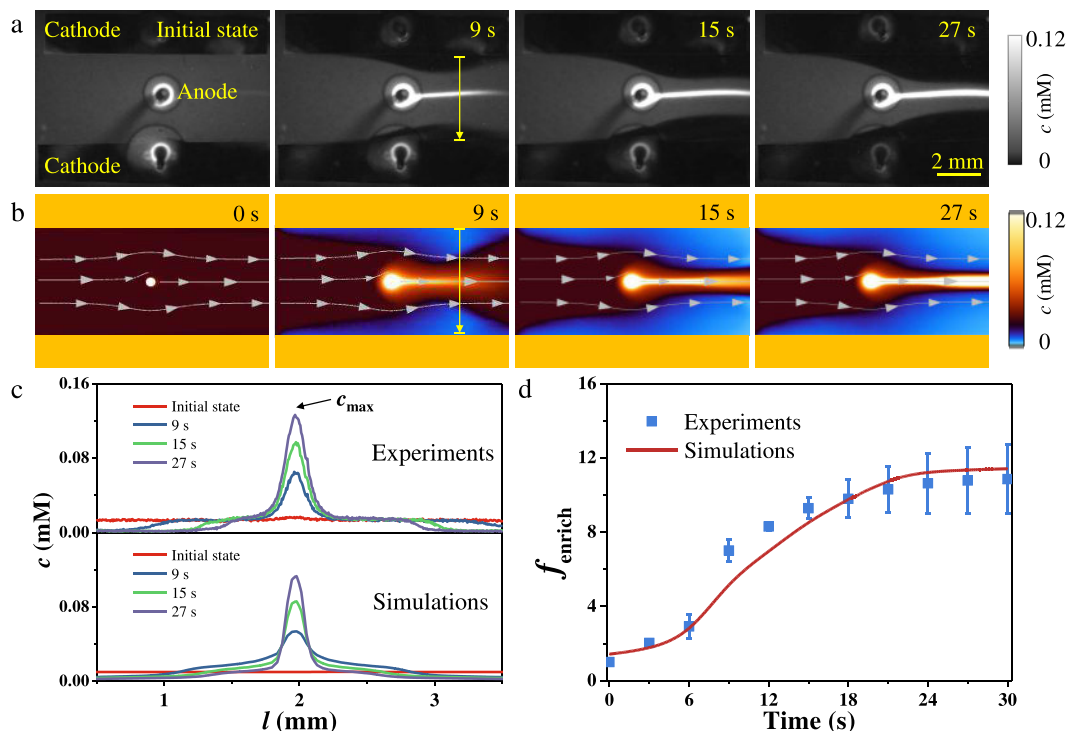 a
Cathode Initial state
Anode
Cathode
9 s
15 s
27 s
2 mm
0.12
c (mM)
0
b
0 s
9 s
15 s
27 s
0.12
c (mM)
0
c
0.16
0.08
0.00
0.08
0.00
c (mM)
Initial state
9 s
15 s
27 s
c_max
Experiments
Initial state
9 s
15 s
27 s
Simulations
1 2 3
l (mm)
d
16
12
8
4
0
f_enrich
Experiments
Simulations
0 6 12 18 24 30
Time (s)